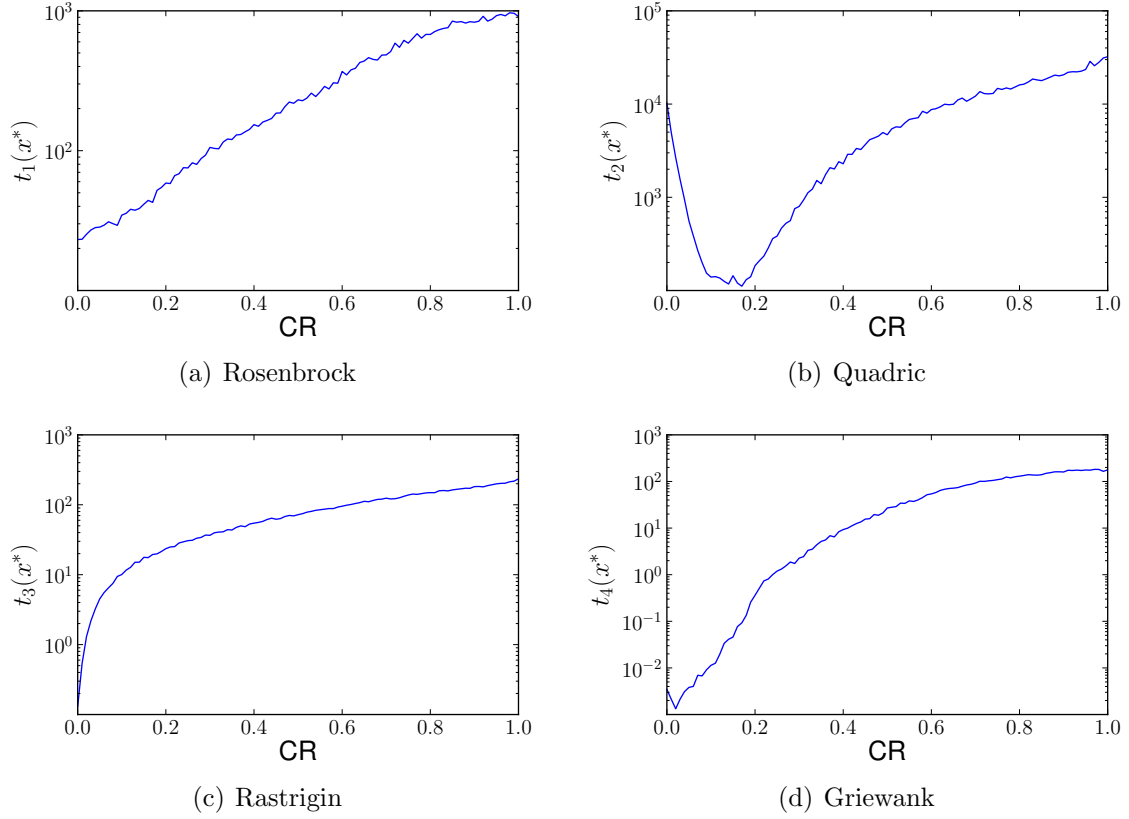 10^3
10^2
t_1(x^*)
0.0 0.2 0.4 0.6 0.8 1.0
CR
(a) Rosenbrock
10^5
10^4
10^3
t_2(x^*)
0.0 0.2 0.4 0.6 0.8 1.0
CR
(b) Quadric
10^3
10^2
10^1
10^0
t_3(x^*)
0.0 0.2 0.4 0.6 0.8 1.0
CR
(c) Rastrigin
10^3
10^2
10^1
10^0
10^{-1}
10^{-2}
t_4(x^*)
0.0 0.2 0.4 0.6 0.8 1.0
CR
(d) Griewank